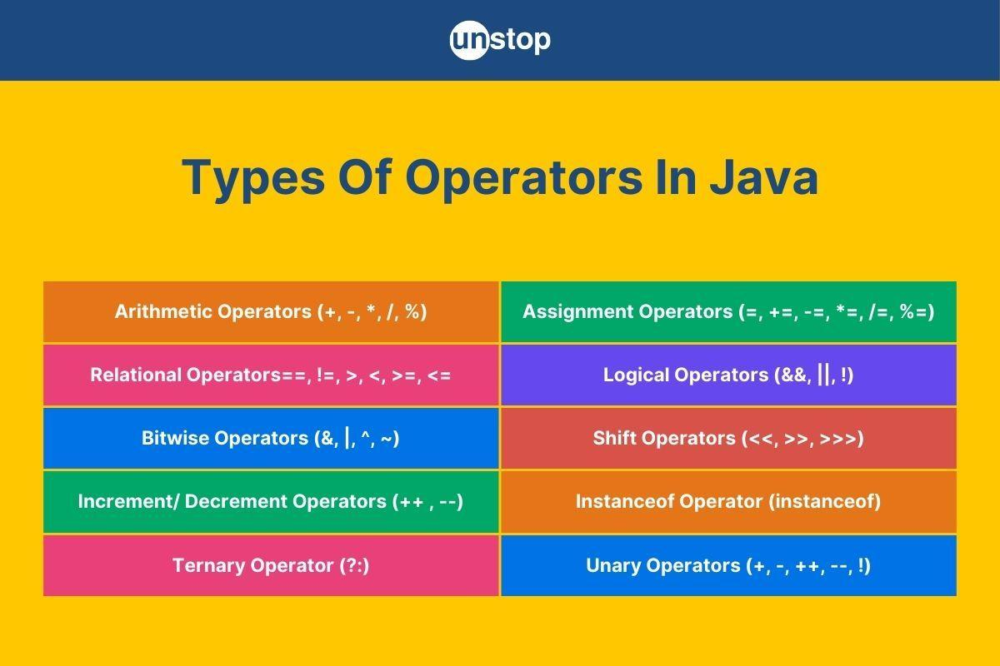 unstop
Types Of Operators In Java
Arithmetic Operators (+, -, *, /, %)
Assignment Operators (=, +=, -=, *=, /=, %=)
Relational Operators==, !=, >, <, >=, <=
Logical Operators (&&, ||, !)
Bitwise Operators (&, |, ^, ~)
Shift Operators (<<, >>, >>>)
Increment/ Decrement Operators (++ , --)
Instanceof Operator (instanceof)
Ternary Operator (?:)
Unary Operators (+, -, ++, --, !)